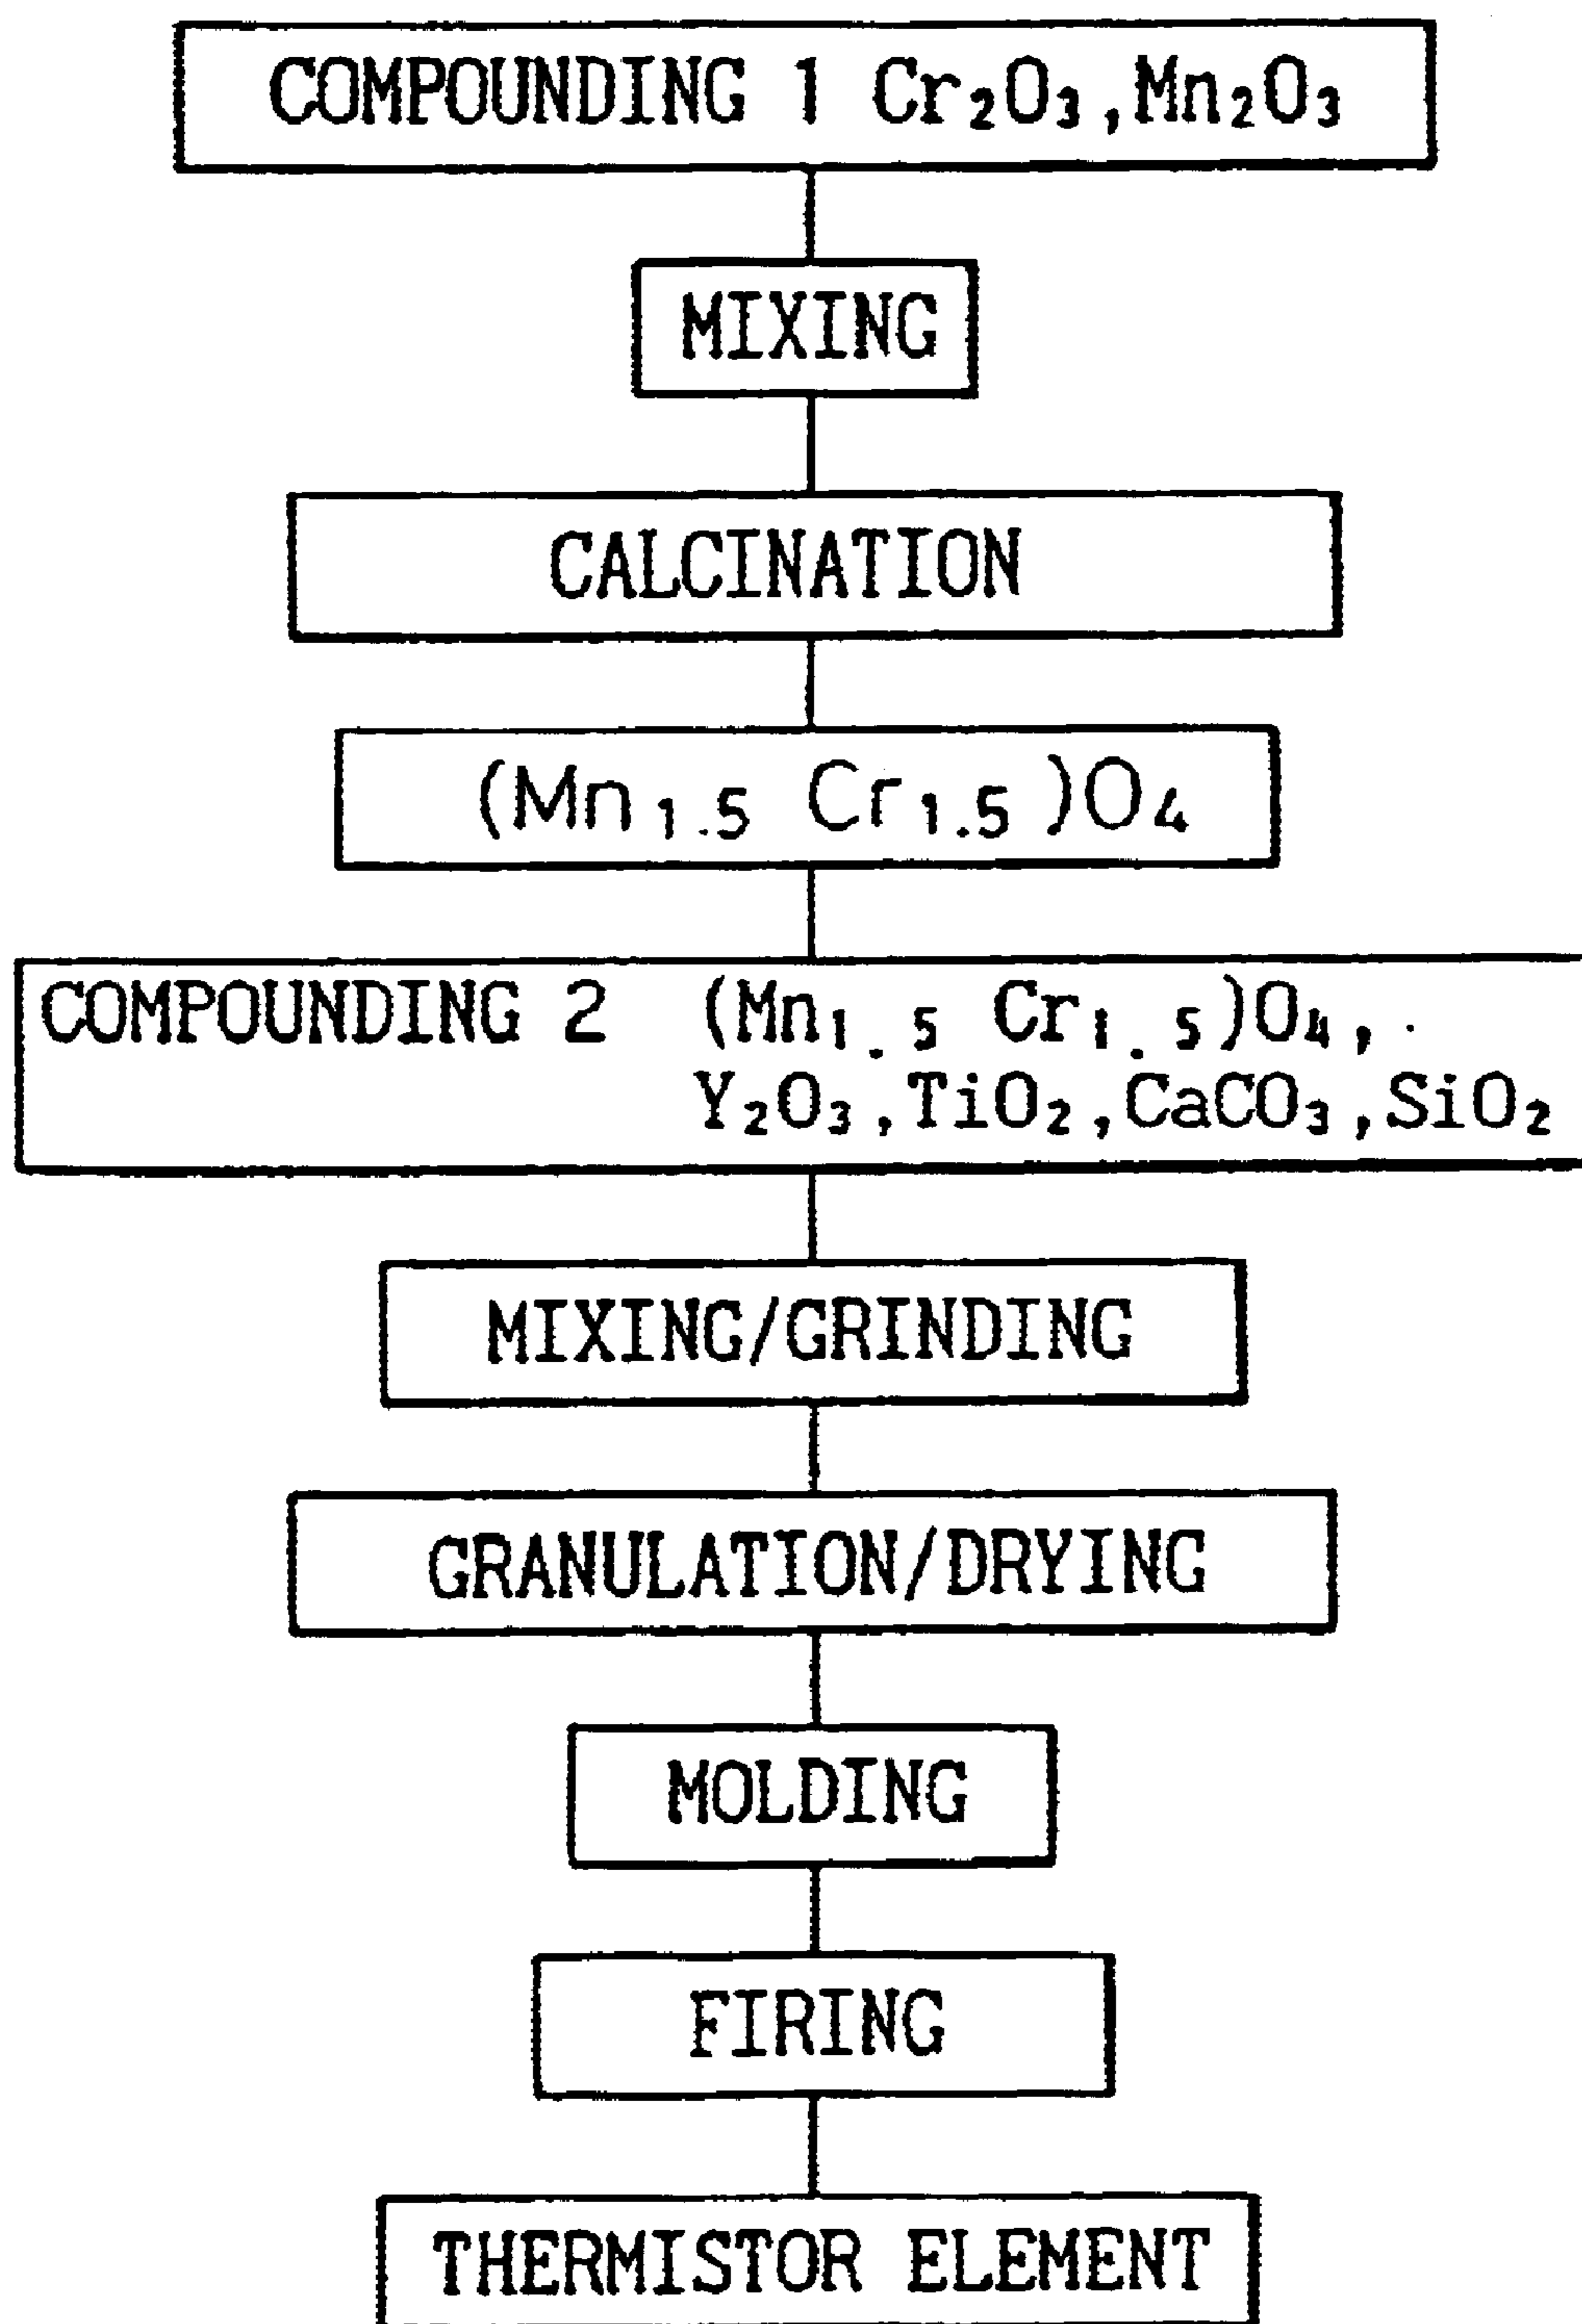 COMPOUNDING 1 Cr₂O₃,Mn₂O₃
MIXING
CALCINATION
(Mn₁.₅ Cr₁.₅)O₄
COMPOUNDING 2 (Mn₁.₅ Cr₁.₅)O₄,
Y₂O₃,TiO₂,CaCO₃,SiO₂
MIXING/GRINDING
GRANULATION/DRYING
MOLDING
FIRING
THERMISTOR ELEMENT